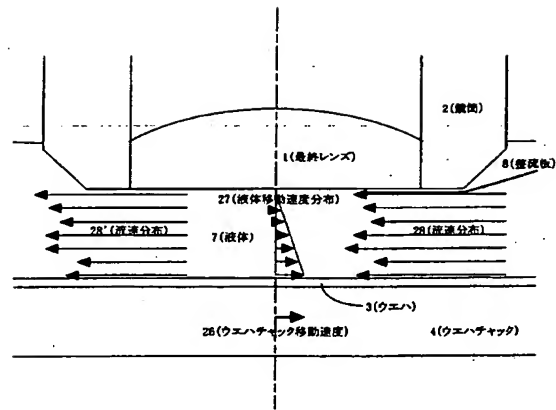 2(鏡筒)
1(最終レンズ)
8(整流板)
27(液体移動速度分布)
28'(流速分布)
7(液体)
28(流速分布)
3(ウエハ)
26(ウエハチャック移動速度)
4(ウエハチャック)